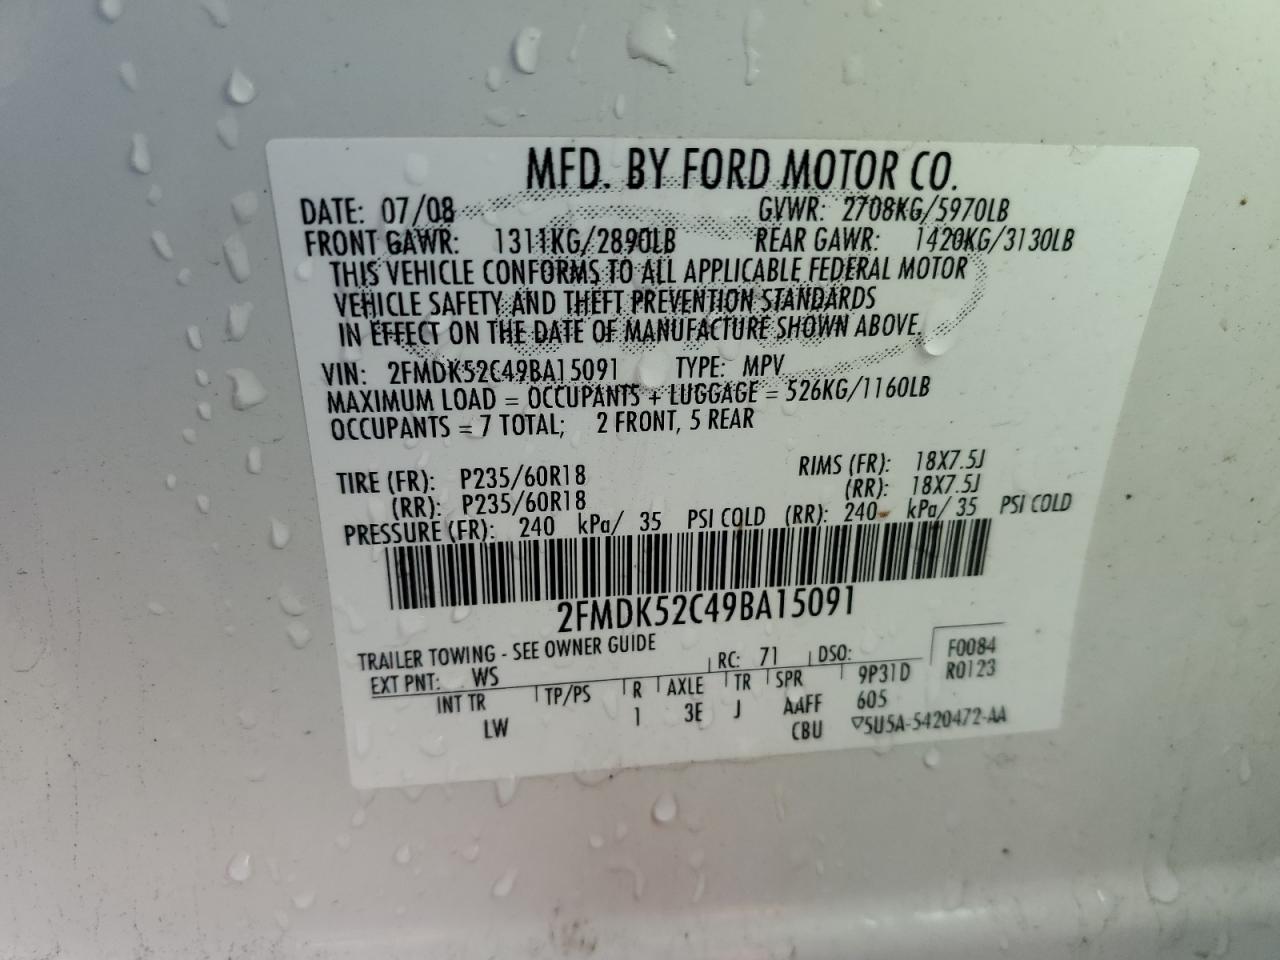 MFD. BY FORD MOTOR CO.
DATE: 07/08 GVWR: 2708KG/5970LB
FRONT GAWR: 1311KG/2890LB REAR GAWR: 1420KG/3130LB
THIS VEHICLE CONFORMS TO ALL APPLICABLE FEDERAL MOTOR
VEHICLE SAFETY AND THEFT PREVENTION STANDARDS
IN EFFECT ON THE DATE OF MANUFACTURE SHOWN ABOVE.
VIN: 2FMDK52C49BA15091 TYPE: MPV
MAXIMUM LOAD = OCCUPANTS + LUGGAGE = 526KG/1160LB
OCCUPANTS = 7 TOTAL; 2 FRONT, 5 REAR
TIRE (FR): P235/60R18 RIMS (FR): 18X7.5J
(RR): P235/60R18 (RR): 18X7.5J
PRESSURE (FR): 240 kPa/ 35 PSI COLD (RR): 240 kPa/ 35 PSI COLD
2FMDK52C49BA15091
TRAILER TOWING - SEE OWNER GUIDE
EXT PNT: WS RC: 71 DSO: F0084
INT TR TP/PS R AXLE TR SPR 9P31D R0123
LW 1 3E J AAFF 605
CBU ▽5U5A-5420472-AA